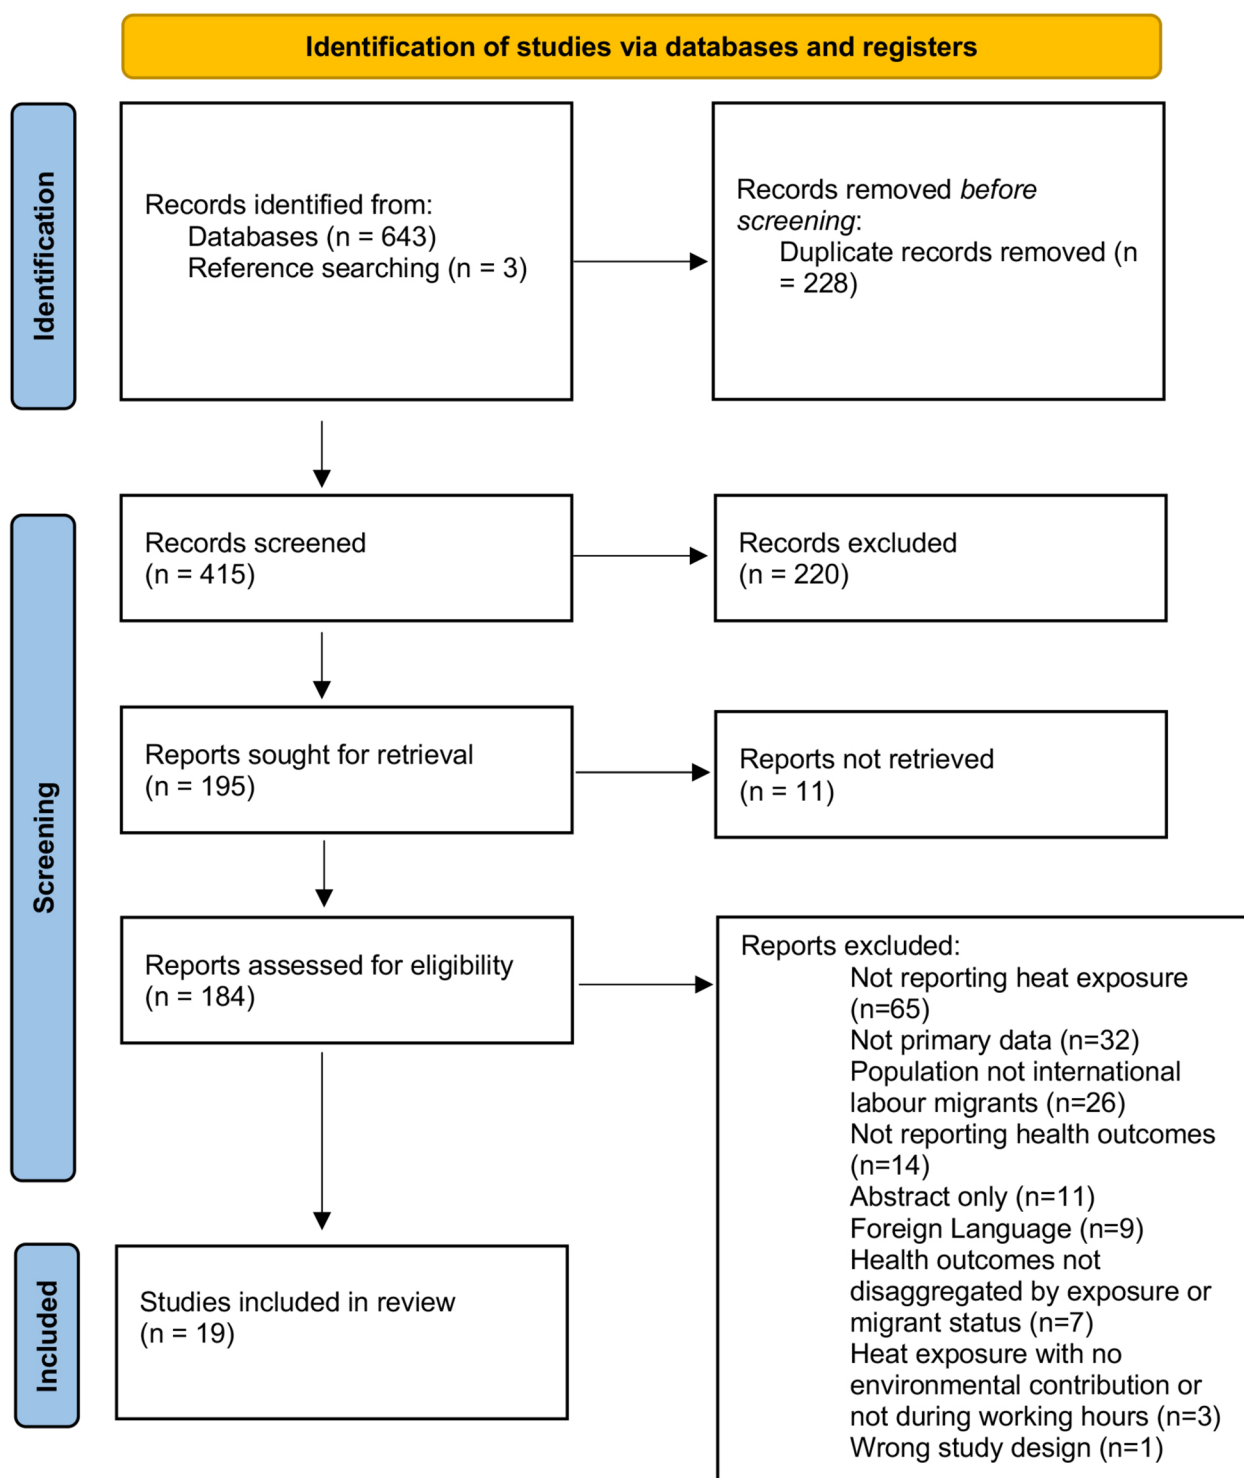 Identification of studies via databases and registers
Identification
Records identified from:
Databases (n = 643)
Reference searching (n = 3)
Records removed before
screening:
Duplicate records removed (n
= 228)
Screening
Records screened
(n = 415)
Records excluded
(n = 220)
Reports sought for retrieval
(n = 195)
Reports not retrieved
(n = 11)
Reports assessed for eligibility
(n = 184)
Reports excluded:
Not reporting heat exposure
(n=65)
Not primary data (n=32)
Population not international
labour migrants (n=26)
Not reporting health outcomes
(n=14)
Abstract only (n=11)
Foreign Language (n=9)
Health outcomes not
disaggregated by exposure or
migrant status (n=7)
Heat exposure with no
environmental contribution or
not during working hours (n=3)
Wrong study design (n=1)
Included
Studies included in review
(n = 19)